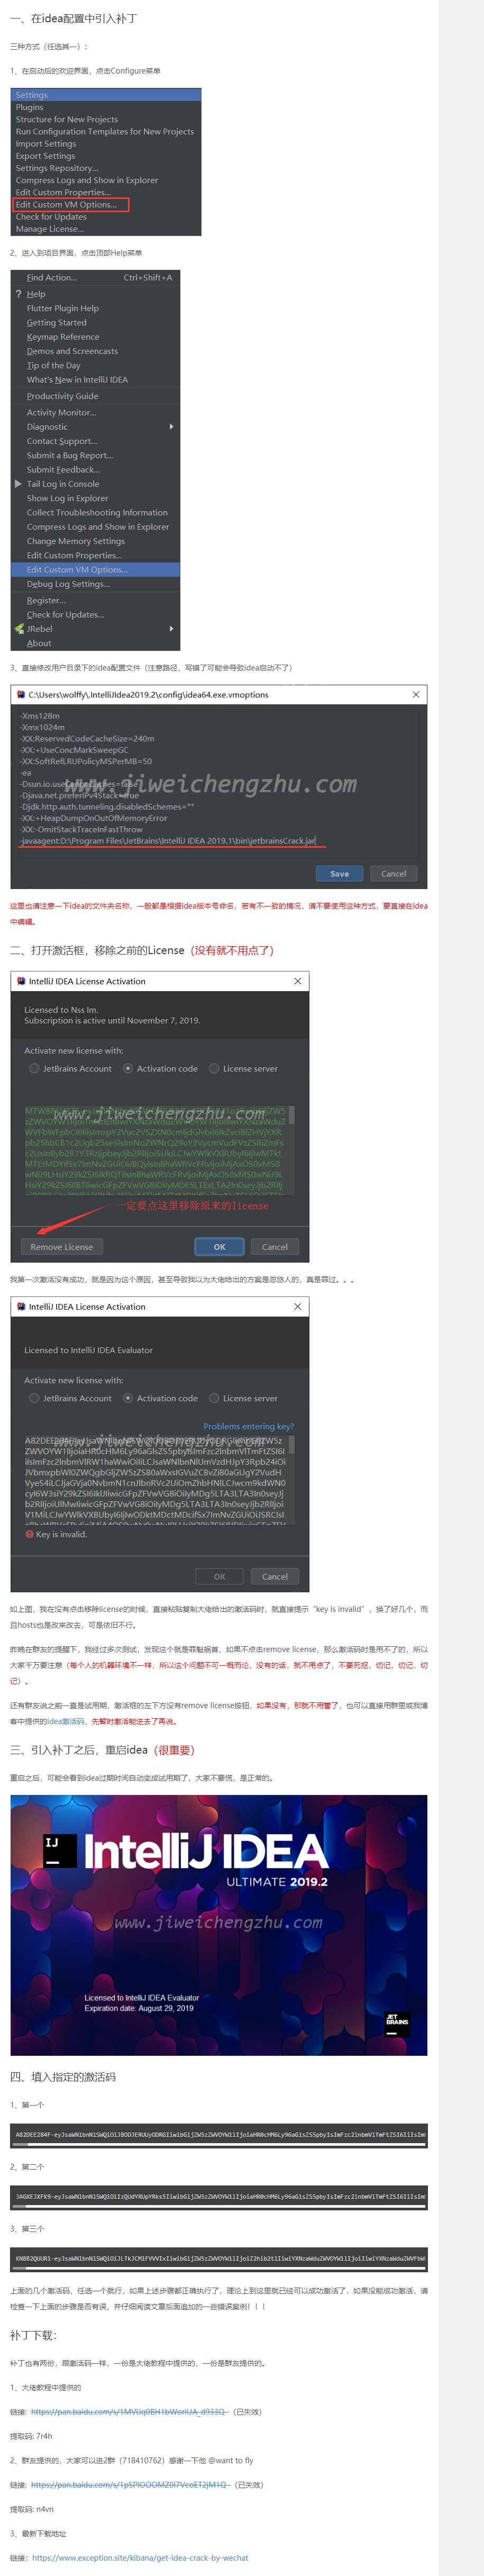 一、在idea配置中引入补丁
三种方式（任选其一）：
1、在启动后的欢迎界面，点击Configure菜单
Settings
Plugins
Structure for New Projects
Run Configuration Templates for New Projects
Import Settings
Export Settings
Settings Repository...
Compress Logs and Show in Explorer
Edit Custom Properties...
Edit Custom VM Options...
Check for Updates
Manage License...
2、进入到项目界面，点击顶部Help菜单
Find Action... Ctrl+Shift+A
? Help
Flutter Plugin Help
Getting Started
Keymap Reference
Demos and Screencasts
Tip of the Day
What's New in IntelliJ IDEA
Productivity Guide
Activity Monitor...
Diagnostic
Contact Support...
Submit a Bug Report...
Submit Feedback...
Tail Log in Console
Show Log in Explorer
Collect Troubleshooting Information
Compress Logs and Show in Explorer
Change Memory Settings
Edit Custom Properties...
Edit Custom VM Options...
Debug Log Settings...
Register...
Check for Updates...
JRebel
About
3、直接修改用户目录下的idea配置文件（注意路径，写错了可能会导致idea启动不了）
C:\Users\wolffy\.IntelliJIdea2019.2\config\idea64.exe.vmoptions
-Xms128m
-Xmx1024m
-XX:ReservedCodeCacheSize=240m
-XX:+UseConcMarkSweepGC
-XX:SoftRefLRUPolicyMSPerMB=50
-ea
-Dsun.io.useCanonCaches=false
-Djava.net.preferIPv4Stack=true
-Djdk.http.auth.tunneling.disabledSchemes=""
-XX:+HeapDumpOnOutOfMemoryError
-XX:-OmitStackTraceInFastThrow
-javaagent:D:\Program Files\JetBrains\IntelliJ IDEA 2019.1\bin\jetbrainsCrack.jar
www.jiweichengzhu.com
Save Cancel
这里也请注意一下idea的文件夹名称，一般都是根据idea版本号命名，若有不一致的情况，请不要使用这种方式，要直接在idea
中编辑。
二、打开激活框，移除之前的License（没有就不用点了）
IntelliJ IDEA License Activation
Licensed to Nss Im.
Subscription is active until November 7, 2019.
Activate new license with:
JetBrains Account Activation code License server
www.jiweichengzhu.com
一定要点这里移除原来的license
Remove License OK Cancel
我第一次激活没有成功，就是因为这个原因，甚至导致我以为大佬给出的方案是忽悠人的，真是罪过。。。
IntelliJ IDEA License Activation
Licensed to IntelliJ IDEA Evaluator
Activate new license with:
JetBrains Account Activation code License server
Problems entering key?
www.jiweichengzhu.com
Key is invalid.
OK Cancel
如上图，我在没有点击移除license的时候，直接粘贴复制大佬给出的激活码时，就直接提示“key is invalid”，换了好几个，而
且hosts也是改来改去，可是依旧不行。
昨晚在群友的提醒下，我经过多次测试，发现这个就是罪魁祸首，如果不点击remove license，那么激活码时是用不了的，所以
大家千万要注意（每个人的机器环境不一样，所以这个问题不可一概而论，没有的话，就不用点了，不要死抠，切记，切记，切
记）。
还有群友说之前一直是试用期，激活框的左下方没有remove license按钮，如果没有，那就不用管了，也可以直接用群里或我博
客中提供的idea激活码，先解时激活能进去了再说。
三、引入补丁之后，重启idea（很重要）
重启之后，可能会看到idea过期时间自动变成试用期了，大家不要慌，是正常的。
IJ
IntelliJ IDEA
ULTIMATE 2019.2
www.jiweichengzhu.com
Licensed to IntelliJ IDEA Evaluator
Expiration date: August 29, 2019
JET
BRAINS
四、填入指定的激活码
1、第一个
2、第二个
3、第三个
上面的几个激活码，任选一个就行，如果上述步骤都正确执行了，理论上到这里就已经可以成功激活了，如果没能成功激活，请
检查一下上面的步骤是否有误，并仔细阅读文章后面追加的一些错误案例！！！
补丁下载：
补丁也有两份，跟激活码一样，一份是大佬教程中提供的，一份是群友提供的。
1、大佬教程中提供的
链接: https://pan.baidu.com/s/1MVUq0BH1bWoriUA_d933Q （已失效）
提取码: 7r4h
2、群友提供的，大家可以进2群（718410762）感谢一下他 @want to fly
链接: https://pan.baidu.com/s/1pSPlOOOMZ0i7VeoET2jM1Q （已失效）
提取码: n4vn
3、最新下载地址
链接：https://www.exception.site/kibana/get-idea-crack-by-wechat